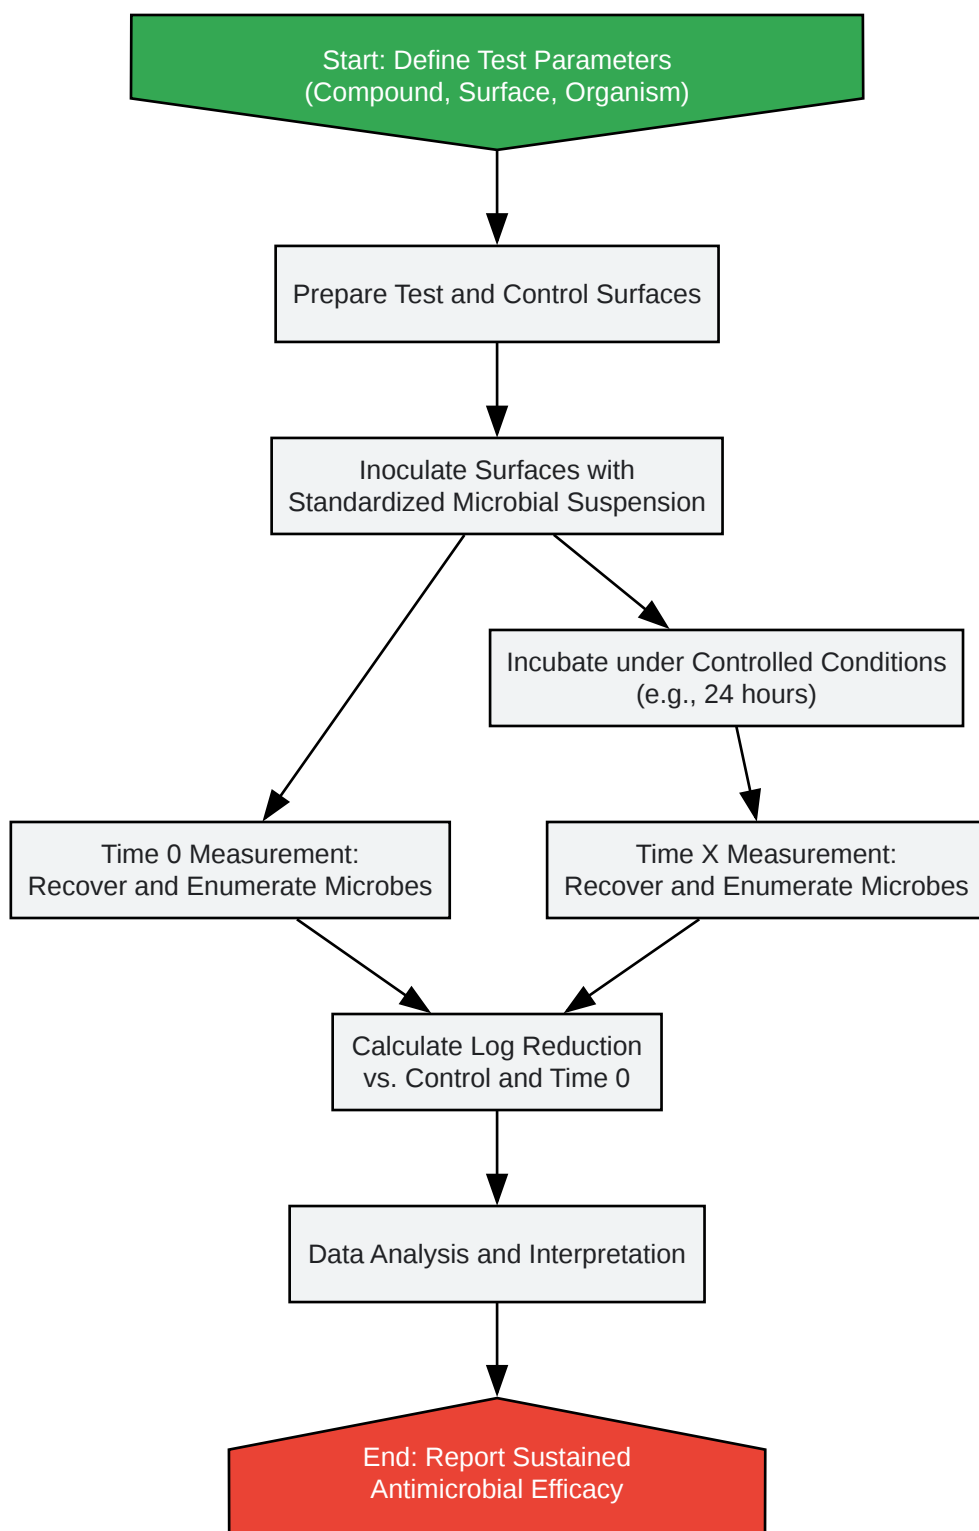 Start: Define Test Parameters
(Compound, Surface, Organism)
Prepare Test and Control Surfaces
Inoculate Surfaces with
Standardized Microbial Suspension
Incubate under Controlled Conditions
(e.g., 24 hours)
Time 0 Measurement:
Recover and Enumerate Microbes
Time X Measurement:
Recover and Enumerate Microbes
Calculate Log Reduction
vs. Control and Time 0
Data Analysis and Interpretation
End: Report Sustained
Antimicrobial Efficacy